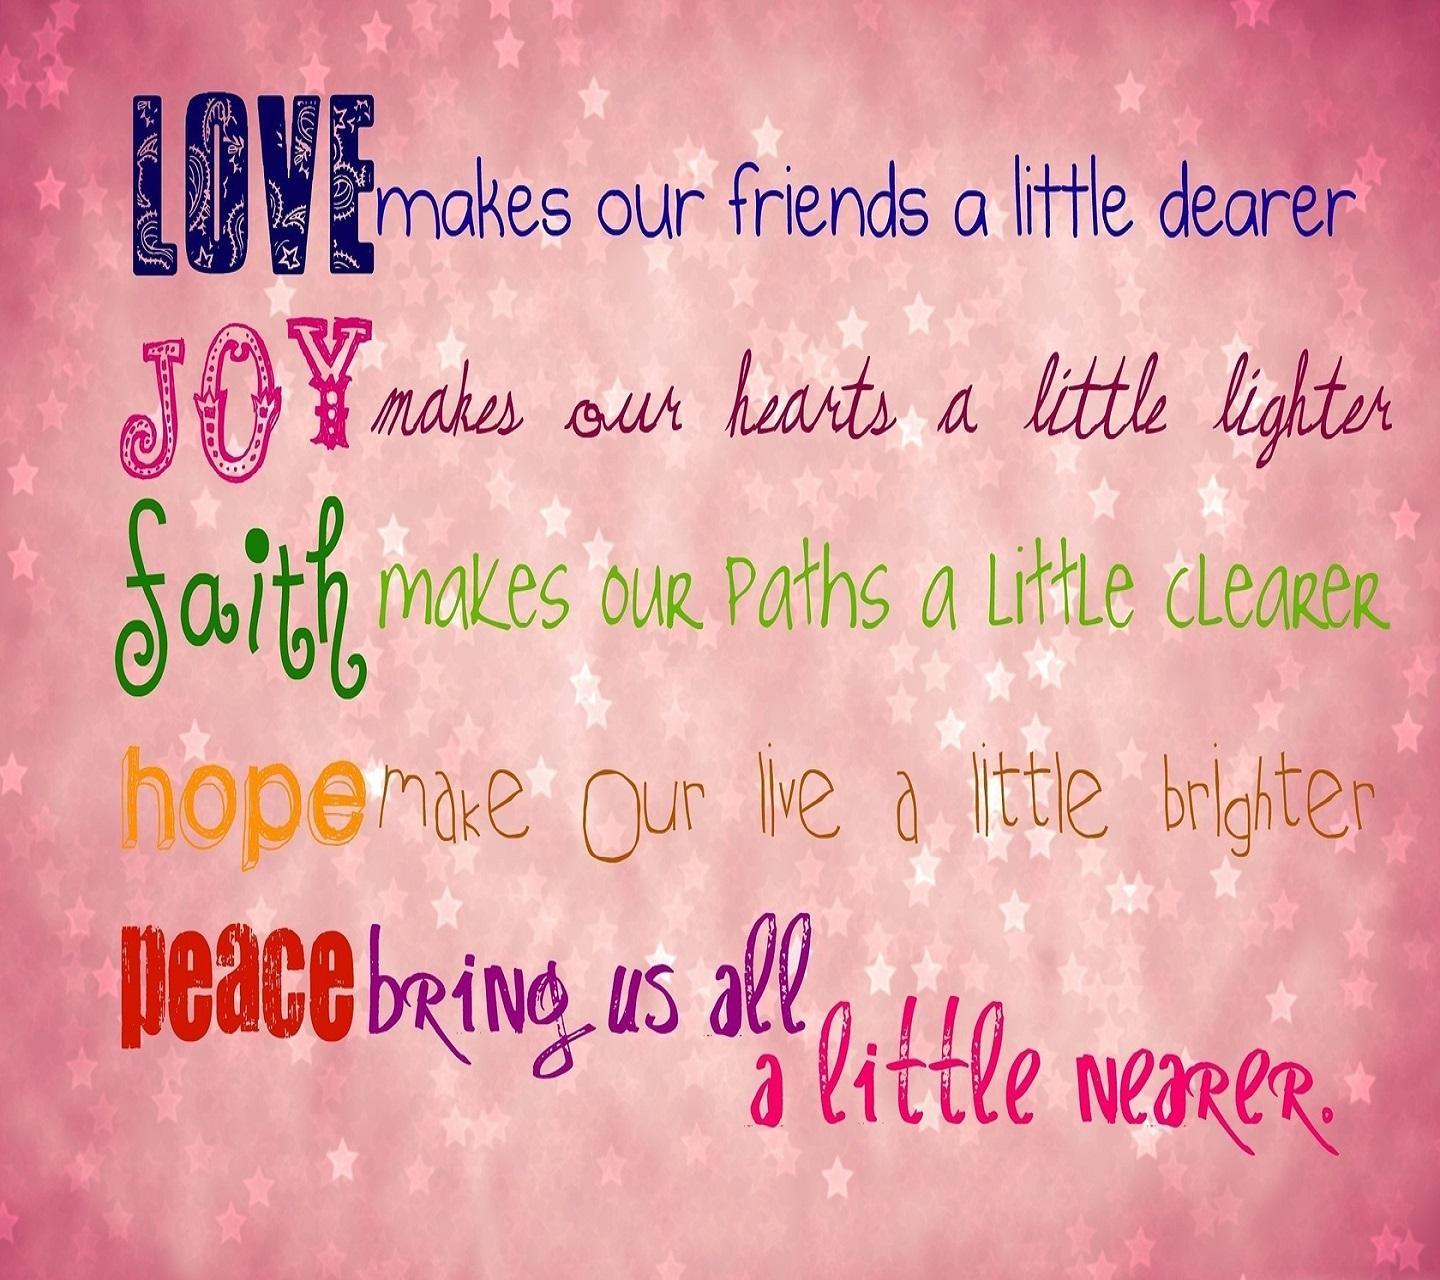 LOVE makes our friends a little dearer
JOY makes our hearts a little lighter
faith makes our paths a little clearer
hope make our live a little brighter
peace bring us all
a little nearer.